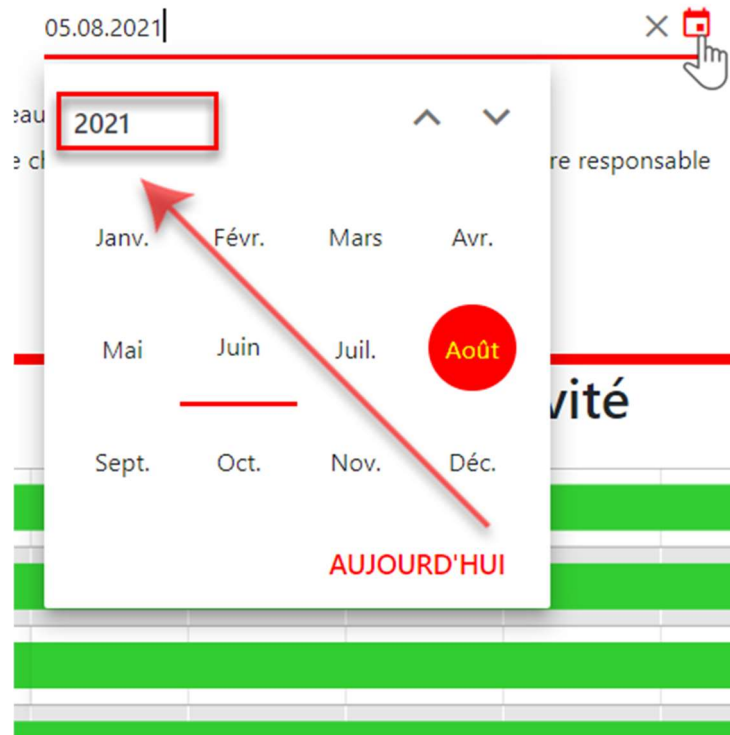 05.08.2021
eau
2021
e c re responsable
Janv. Févr. Mars Avr.
Mai Juin Juil. Août
vité
Sept. Oct. Nov. Déc.
AUJOURD'HUI